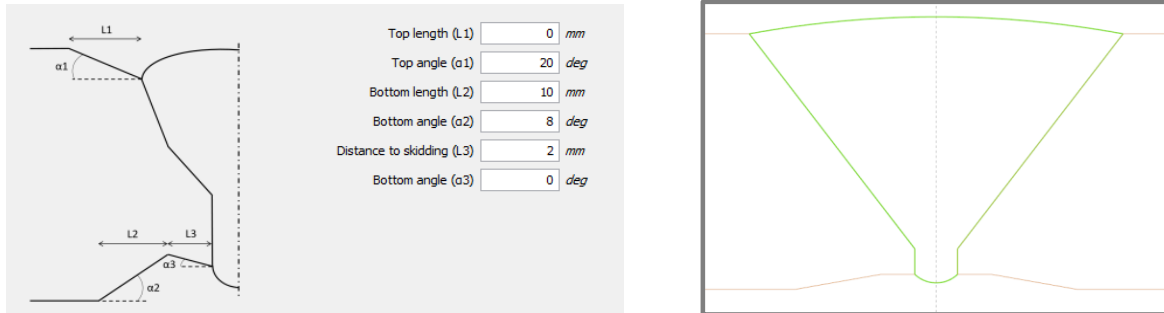 L1
α1
L2
L3
α3
α2
Top length (L1) 0 mm
Top angle (α1) 20 deg
Bottom length (L2) 10 mm
Bottom angle (α2) 8 deg
Distance to skidding (L3) 2 mm
Bottom angle (α3) 0 deg